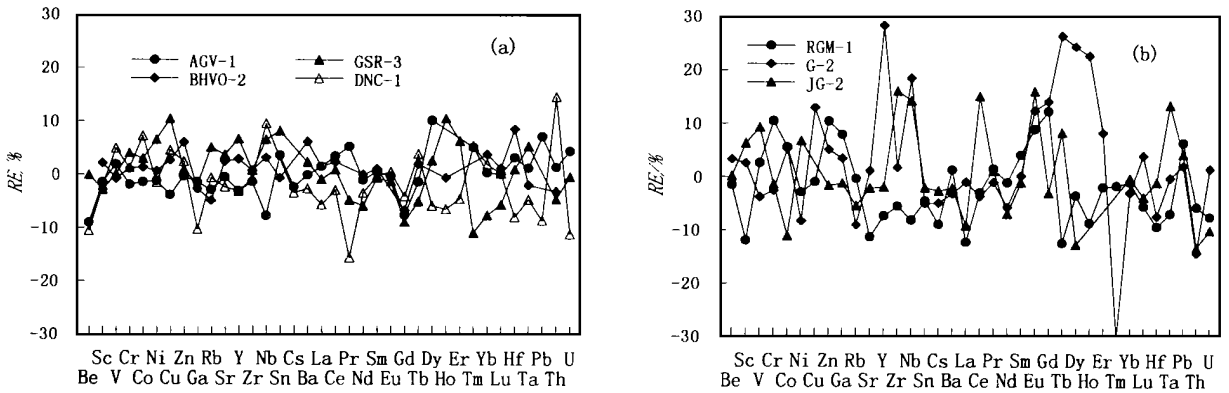 30
20
10
0
-10
-20
-30
RE%
(a)
AGV-1
BHVO-2
GSR-3
DNC-1
Sc Cr Ni Zn Rb Y Nb Cs La Pr Sm Gd Dy Er Yb Hf Pb U
Be V Co Cu Ga Sr Zr Sn Ba Ce Nd Eu Tb Ho Tm Lu Ta Th
30
20
10
0
-10
-20
-30
RE/%
(b)
RGM-1
G-2
JG-2
Sc Cr Ni Zn Rb Y Nb Cs La Pr Sm Gd Dy Er Yb Hf Pb U
Be V Co Cu Ga Sr Zr Sn Ba Ce Nd Eu Tb Ho Tm Lu Ta Th